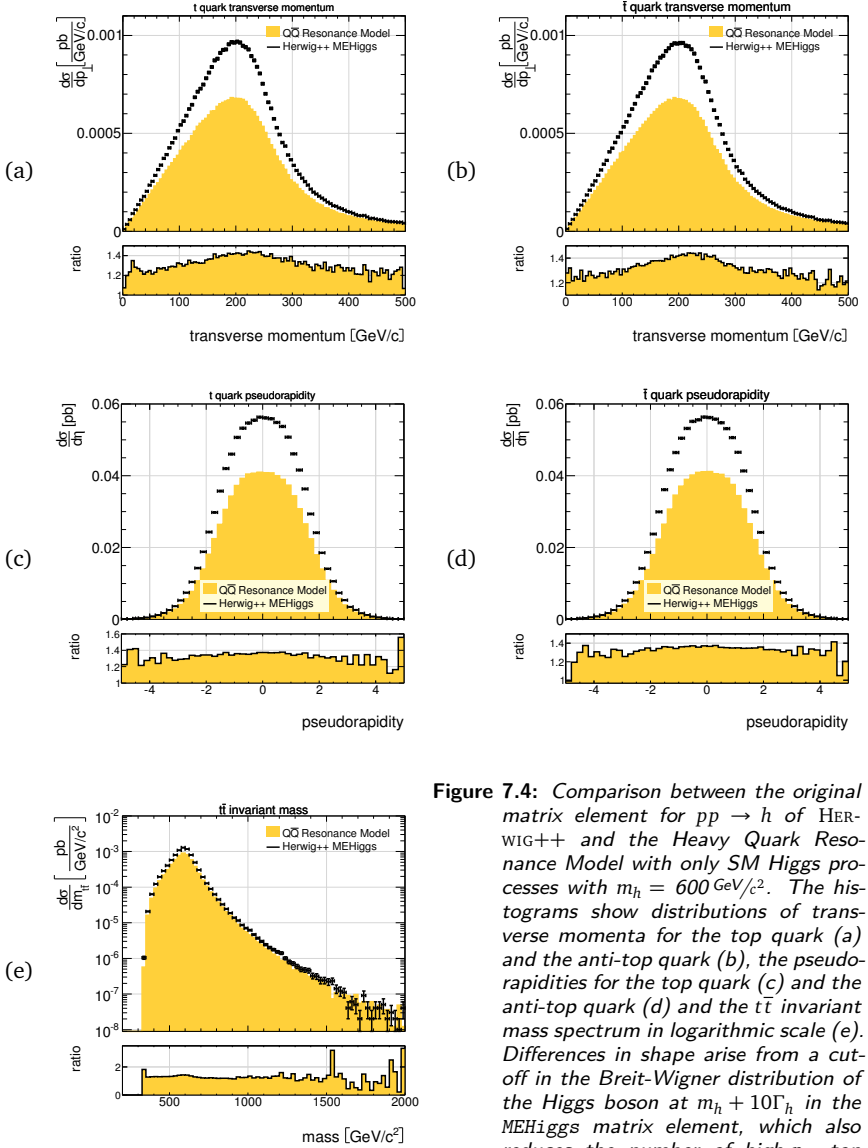 t quark transverse momentum
dσ/dp⊥ [pb/GeV/c]
0.001
0.0005
0
QQ̅ Resonance Model
Herwig++ MEHiggs
(a)
ratio
1.4
1.2
1
0 100 200 300 400 500
transverse momentum [GeV/c]
t̅ quark transverse momentum
dσ/dp⊥ [pb/GeV/c]
0.001
0.0005
0
QQ̅ Resonance Model
Herwig++ MEHiggs
(b)
ratio
1.4
1.2
0 100 200 300 400 500
transverse momentum [GeV/c]
t quark pseudorapidity
dσ/dη [pb]
0.06
0.04
0.02
0
QQ̅ Resonance Model
Herwig++ MEHiggs
(c)
ratio
1.6
1.4
1.2
1
-4 -2 0 2 4
pseudorapidity
t̅ quark pseudorapidity
dσ/dη [pb]
0.06
0.04
0.02
0
QQ̅ Resonance Model
Herwig++ MEHiggs
(d)
ratio
1.4
1.2
1
-4 -2 0 2 4
pseudorapidity
tt̅ invariant mass
dσ/dm_tt̅ [pb/GeV/c²]
10⁻²
10⁻³
10⁻⁴
10⁻⁵
10⁻⁶
10⁻⁷
10⁻⁸
QQ̅ Resonance Model
Herwig++ MEHiggs
(e)
ratio
2
0
500 1000 1500 2000
mass [GeV/c²]
Figure 7.4: Comparison between the original
matrix element for pp → h of HER-
WIG++ and the Heavy Quark Reso-
nance Model with only SM Higgs pro-
cesses with m_h = 600 GeV/c². The his-
tograms show distributions of trans-
verse momenta for the top quark (a)
and the anti-top quark (b), the pseudo-
rapidities for the top quark (c) and the
anti-top quark (d) and the tt̅ invariant
mass spectrum in logarithmic scale (e).
Differences in shape arise from a cut-
off in the Breit-Wigner distribution of
the Higgs boson at m_h + 10Γ_h in the
MEHiggs matrix element, which also